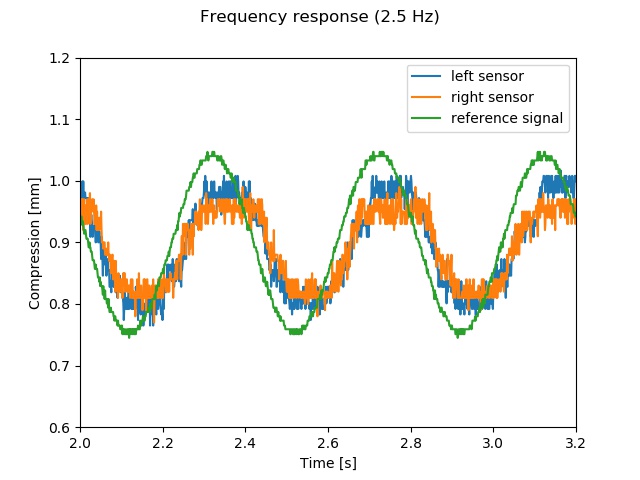 Frequency response (2.5 Hz)
1.2
1.1
1.0
0.9
0.8
0.7
0.6
Compression [mm]
left sensor
right sensor
reference signal
2.0 2.2 2.4 2.6 2.8 3.0 3.2
Time [s]